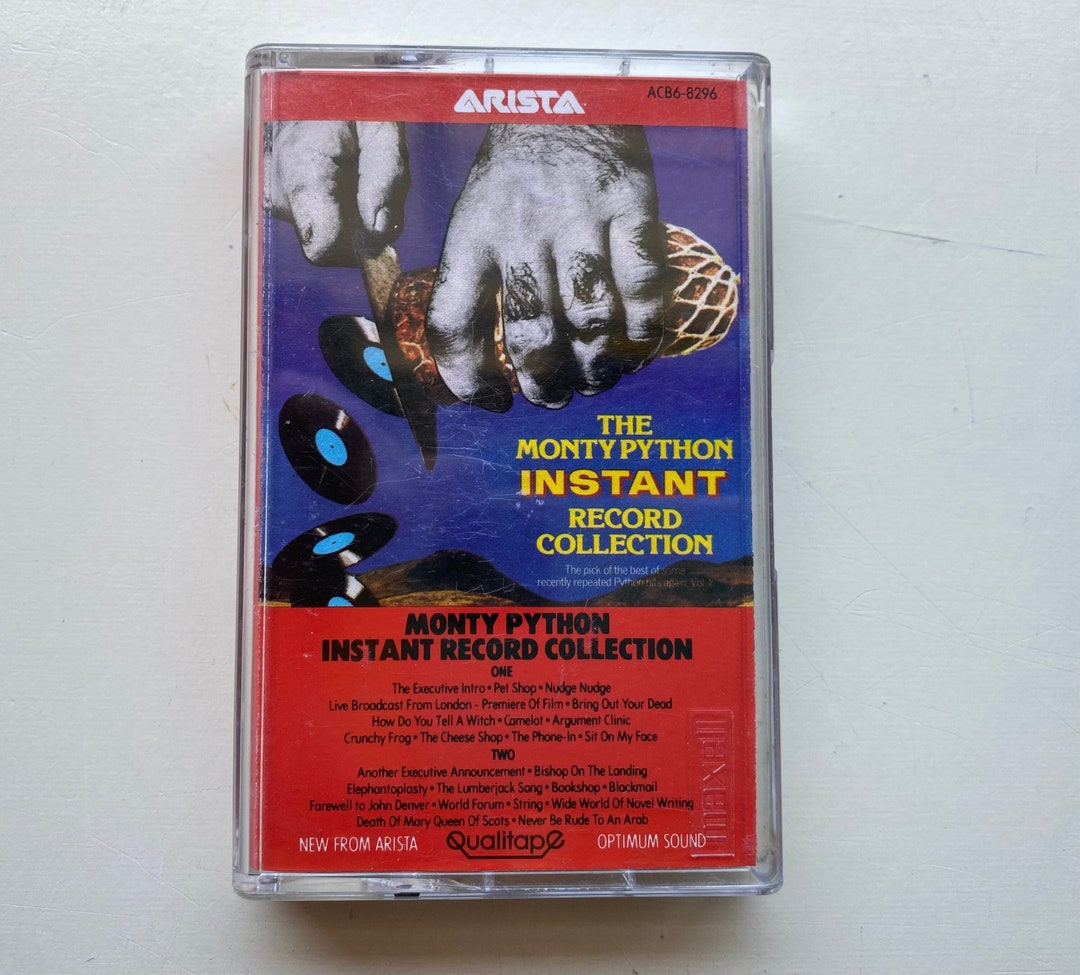 ARISTA
ACB6-8296
THE
MONTY PYTHON
INSTANT
RECORD
COLLECTION
The pick of the best of some
recently repeated Python hits again, Vol. II
MONTY PYTHON
INSTANT RECORD COLLECTION
ONE
The Executive Intro • Pet Shop • Nudge Nudge
Live Broadcast From London - Premiere Of Film • Bring Out Your Dead
How Do You Tell A Witch • Camelot • Argument Clinic
Crunchy Frog • The Cheese Shop • The Phone-In • Sit On My Face
TWO
Another Executive Announcement • Bishop On The Landing
Elephantoplasty • The Lumberjack Song • Bookshop • Blackmail
Farewell to John Denver • World Forum • String • Wide World Of Novel Writing
Death Of Mary Queen Of Scots • Never Be Rude To An Arab
NEW FROM ARISTA
Qualitape
OPTIMUM SOUND
maxell